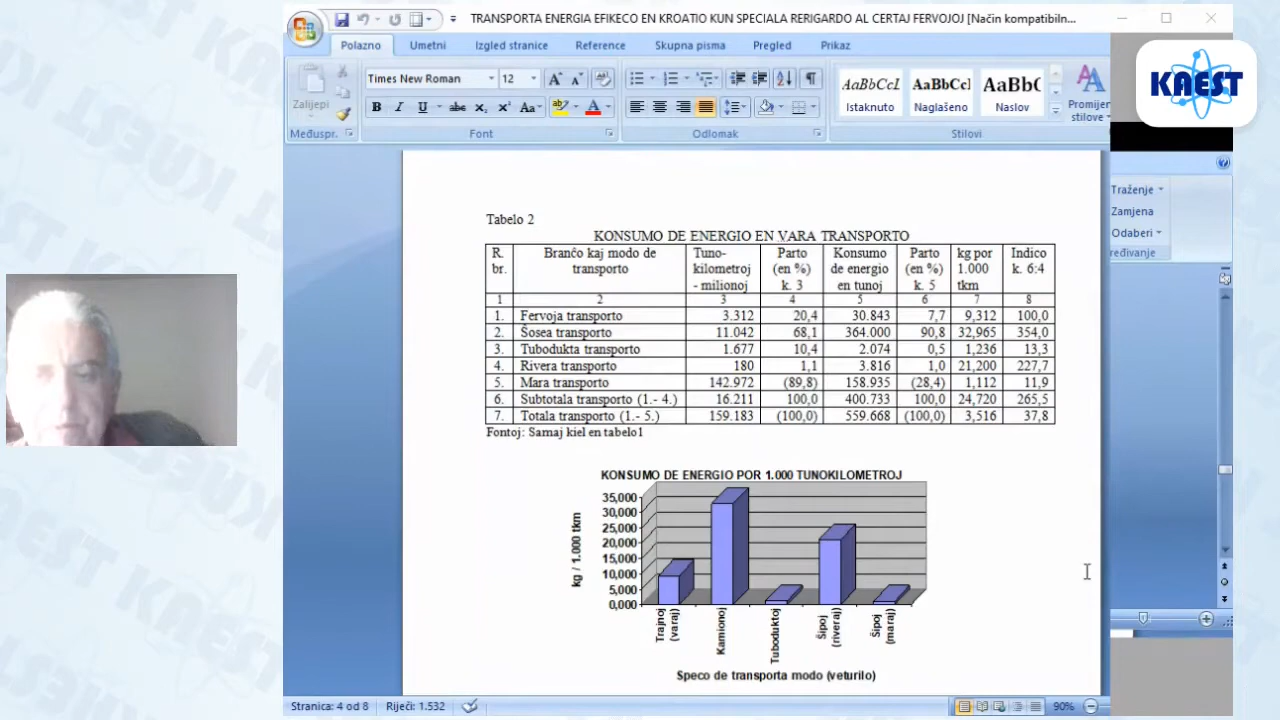 TRANSPORTA ENERGIA EFIKECO EN KROATIO KUN SPECIALA RERIGARDO AL CERTAJ FERVOJOJ [Način kompatibiln...
Polazno Umetni Izgled stranice Reference Skupna pisma Pregled Prikaz
KAEST
Zalijepi
Međuspr...
Times New Roman 12
Font
Odlomak
AaBbCcL AaBbCcl AaBbC
Istaknuto Naglašeno Naslov
Promijeni stilove
Stilovi
Traženje
Zamjena
Odaberi
ređivanje
Tabelo 2
KONSUMO DE ENERGIO EN VARA TRANSPORTO
R. br. | Branĉo kaj modo de transporto | Tuno-kilometroj - milionoj | Parto (en %) k. 3 | Konsumo de energio en tunoj | Parto (en %) k. 5 | kg por 1.000 tkm | Indico k. 6:4
1 2 3 4 5 6 7 8
1. Fervoja transporto 3.312 20,4 30.843 7,7 9,312 100,0
2. Ŝosea transporto 11.042 68,1 364.000 90,8 32,965 354,0
3. Tubodukta transporto 1.677 10,4 2.074 0,5 1,236 13,3
4. Rivera transporto 180 1,1 3.816 1,0 21,200 227,7
5. Mara transporto 142.972 (89,8) 158.935 (28,4) 1,112 11,9
6. Subtotala transporto (1.- 4.) 16.211 100,0 400.733 100,0 24,720 265,5
7. Totala transporto (1.- 5.) 159.183 (100,0) 559.668 (100,0) 3,516 37,8
Fontoj: Samaj kiel en tabelo1
KONSUMO DE ENERGIO POR 1.000 TUNOKILOMETROJ
kg / 1.000 tkm
35,000
30,000
25,000
20,000
15,000
10,000
5,000
0,000
Trajnoj (varaj)
Kamionoj
Tuboduktoj
Ŝipoj (riveraj)
Ŝipoj (maraj)
Speco de transporta modo (veturilo)
Stranica: 4 od 8 Riječi: 1.532 90%